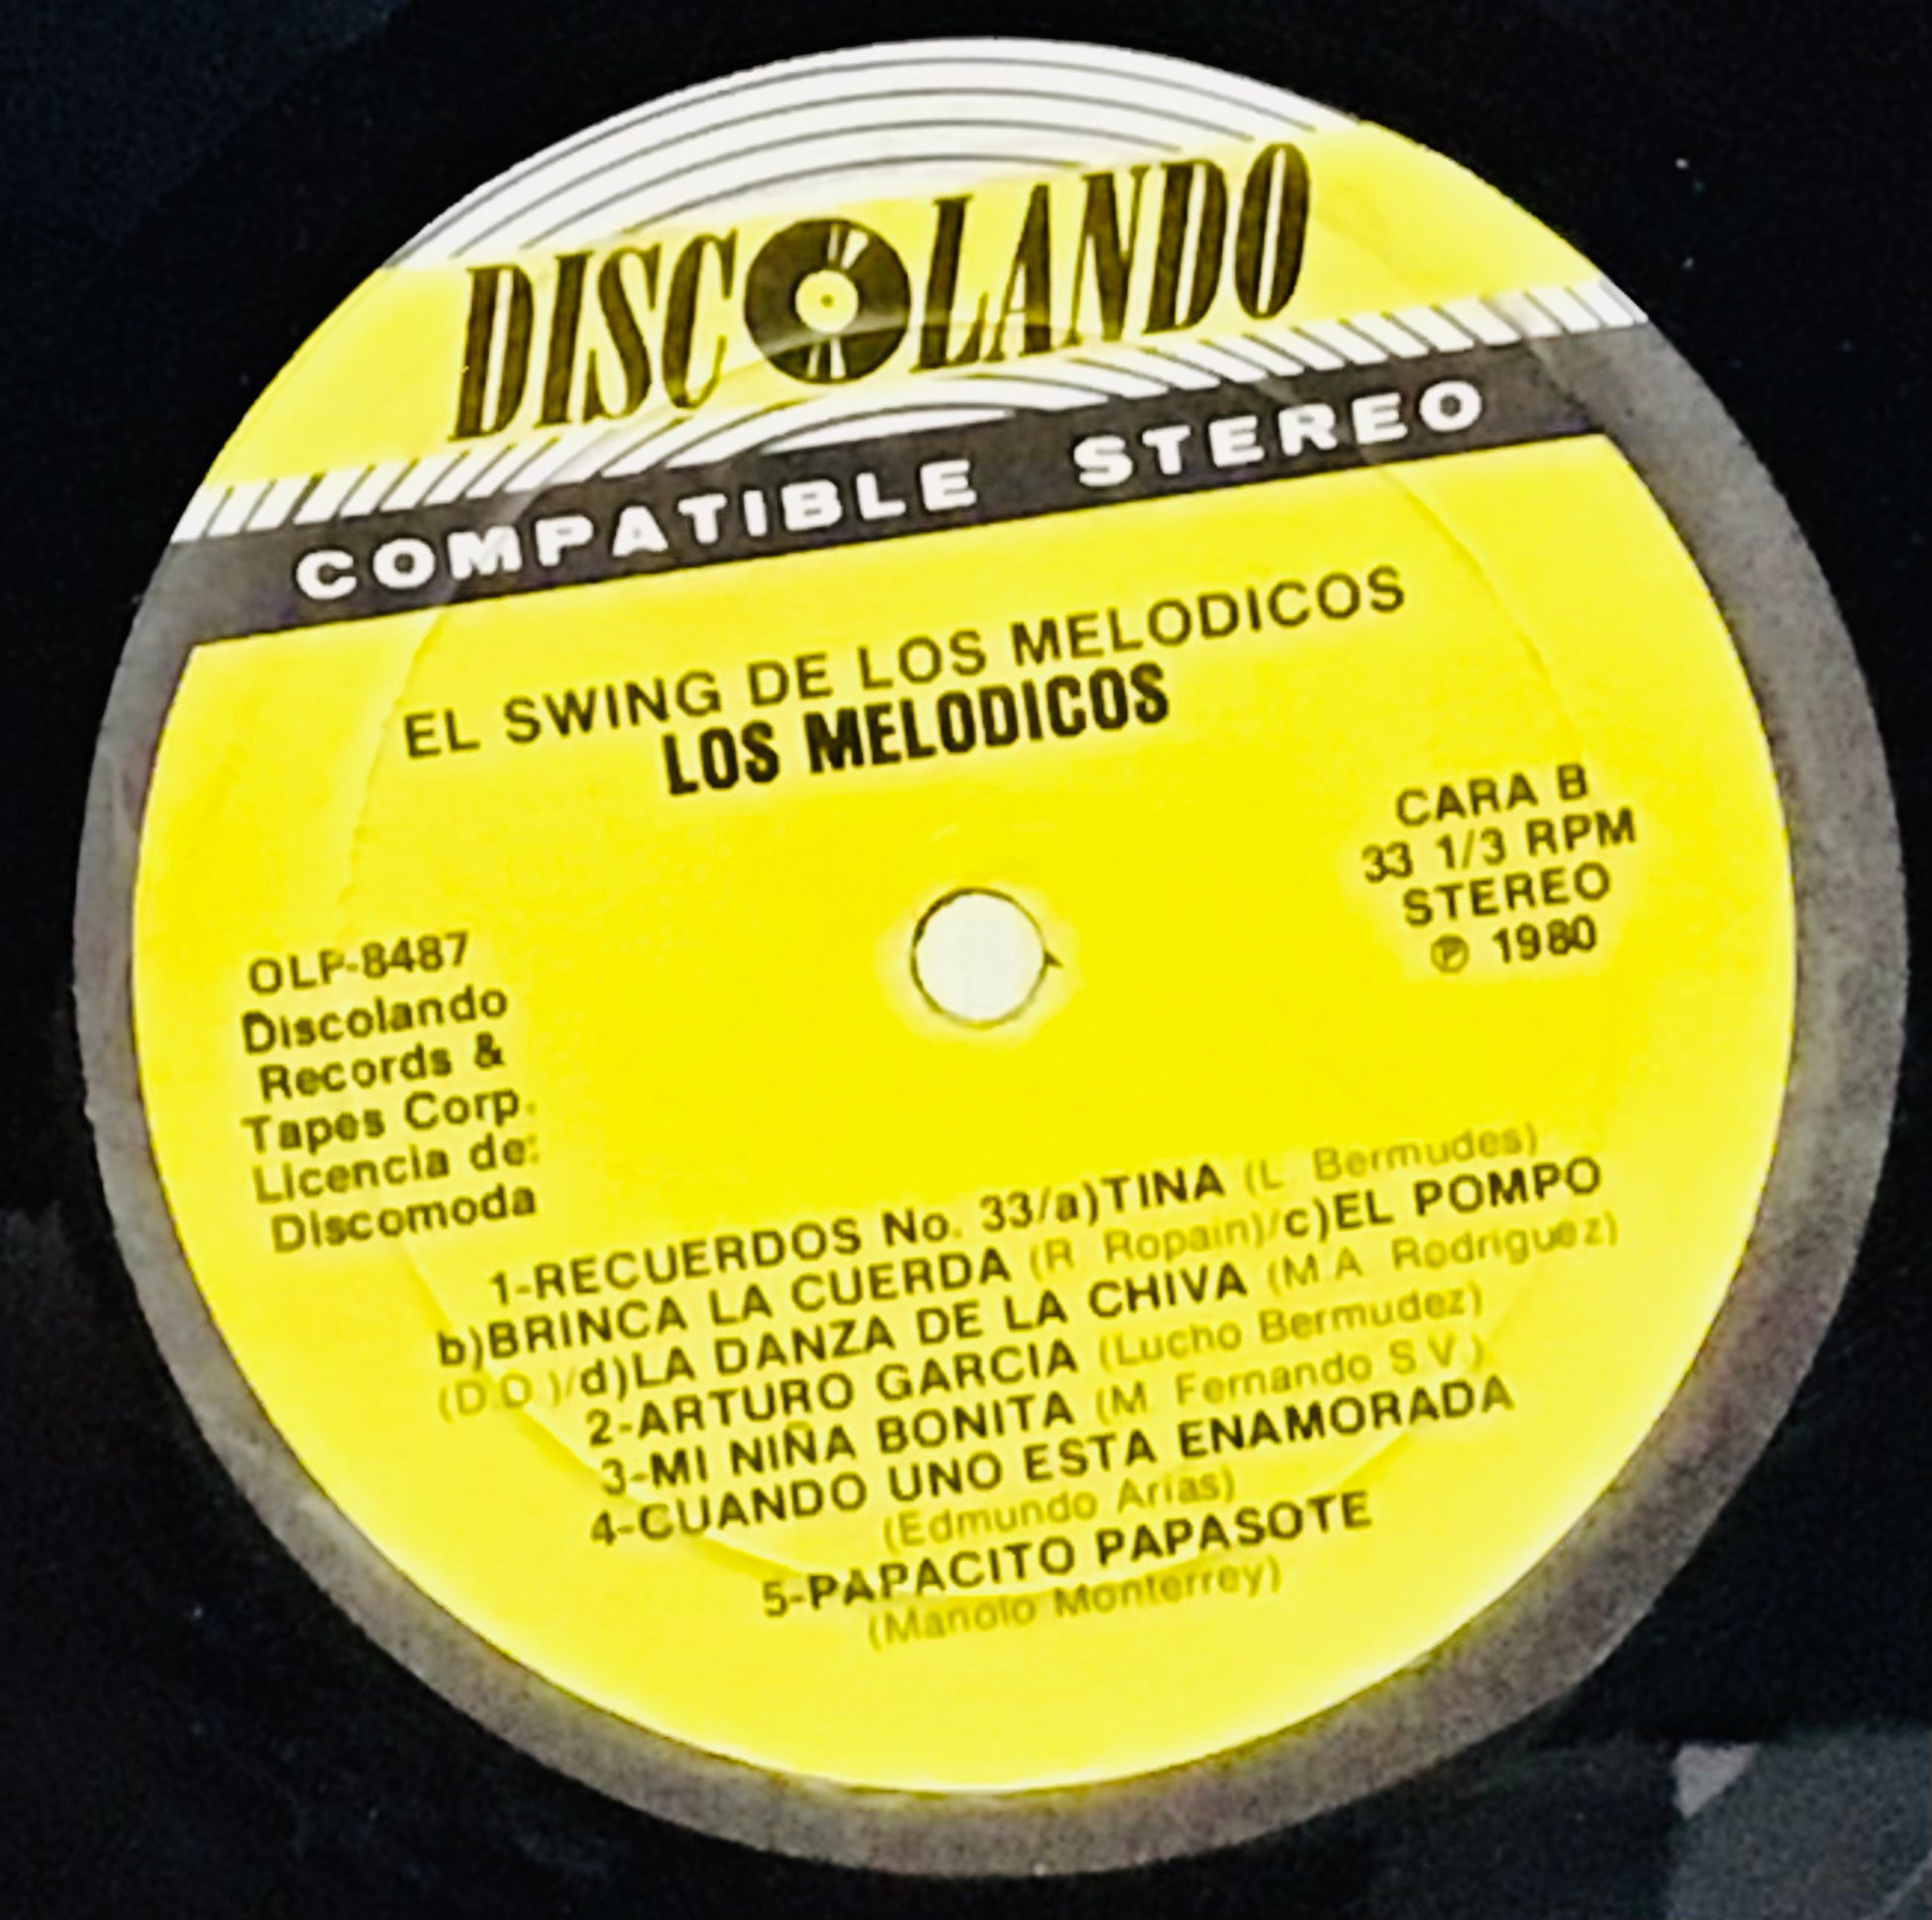 DISCOLANDO
COMPATIBLE STEREO
EL SWING DE LOS MELODICOS
LOS MELODICOS
CARA B
33 1/3 RPM
STEREO
℗ 1980
OLP-8487
Discolando
Records &
Tapes Corp.
Licencia de:
Discomoda
1-RECUERDOS No. 33/a)TINA (L. Bermudes)
b)BRINCA LA CUERDA (R. Ropain)/c)EL POMPO
(D.D.)/d)LA DANZA DE LA CHIVA (M.A. Rodriguez)
2-ARTURO GARCIA (Lucho Bermudez)
3-MI NIÑA BONITA (M. Fernando S.V.)
4-CUANDO UNO ESTA ENAMORADA
(Edmundo Arias)
5-PAPACITO PAPASOTE
(Manolo Monterrey)